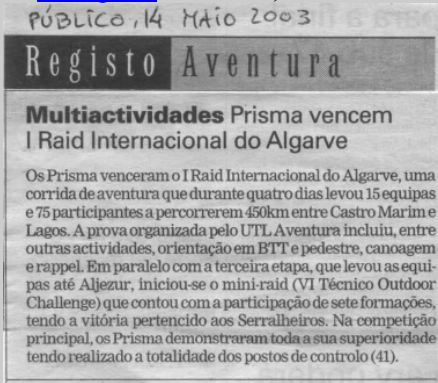 PÚBLICO, 14 MAIO 2003
Registo Aventura
Multiactividades Prisma vencem
I Raid Internacional do Algarve
Os Prisma venceram o I Raid Internacional do Algarve, uma
corrida de aventura que durante quatro dias levou 15 equipas
e 75 participantes a percorrerem 450km entre Castro Marim e
Lagos. A prova organizada pelo UTL Aventura incluiu, entre
outras actividades, orientação em BTT e pedestre, canoagem
e rappel. Em paralelo com a terceira etapa, que levou as equi-
pas até Aljezur, iniciou-se o mini-raid (VI Técnico Outdoor
Challenge) que contou com a participação de sete formações,
tendo a vitória pertencido aos Serralheiros. Na competição
principal, os Prisma demonstraram toda a sua superioridade
tendo realizado a totalidade dos postos de controlo (41).